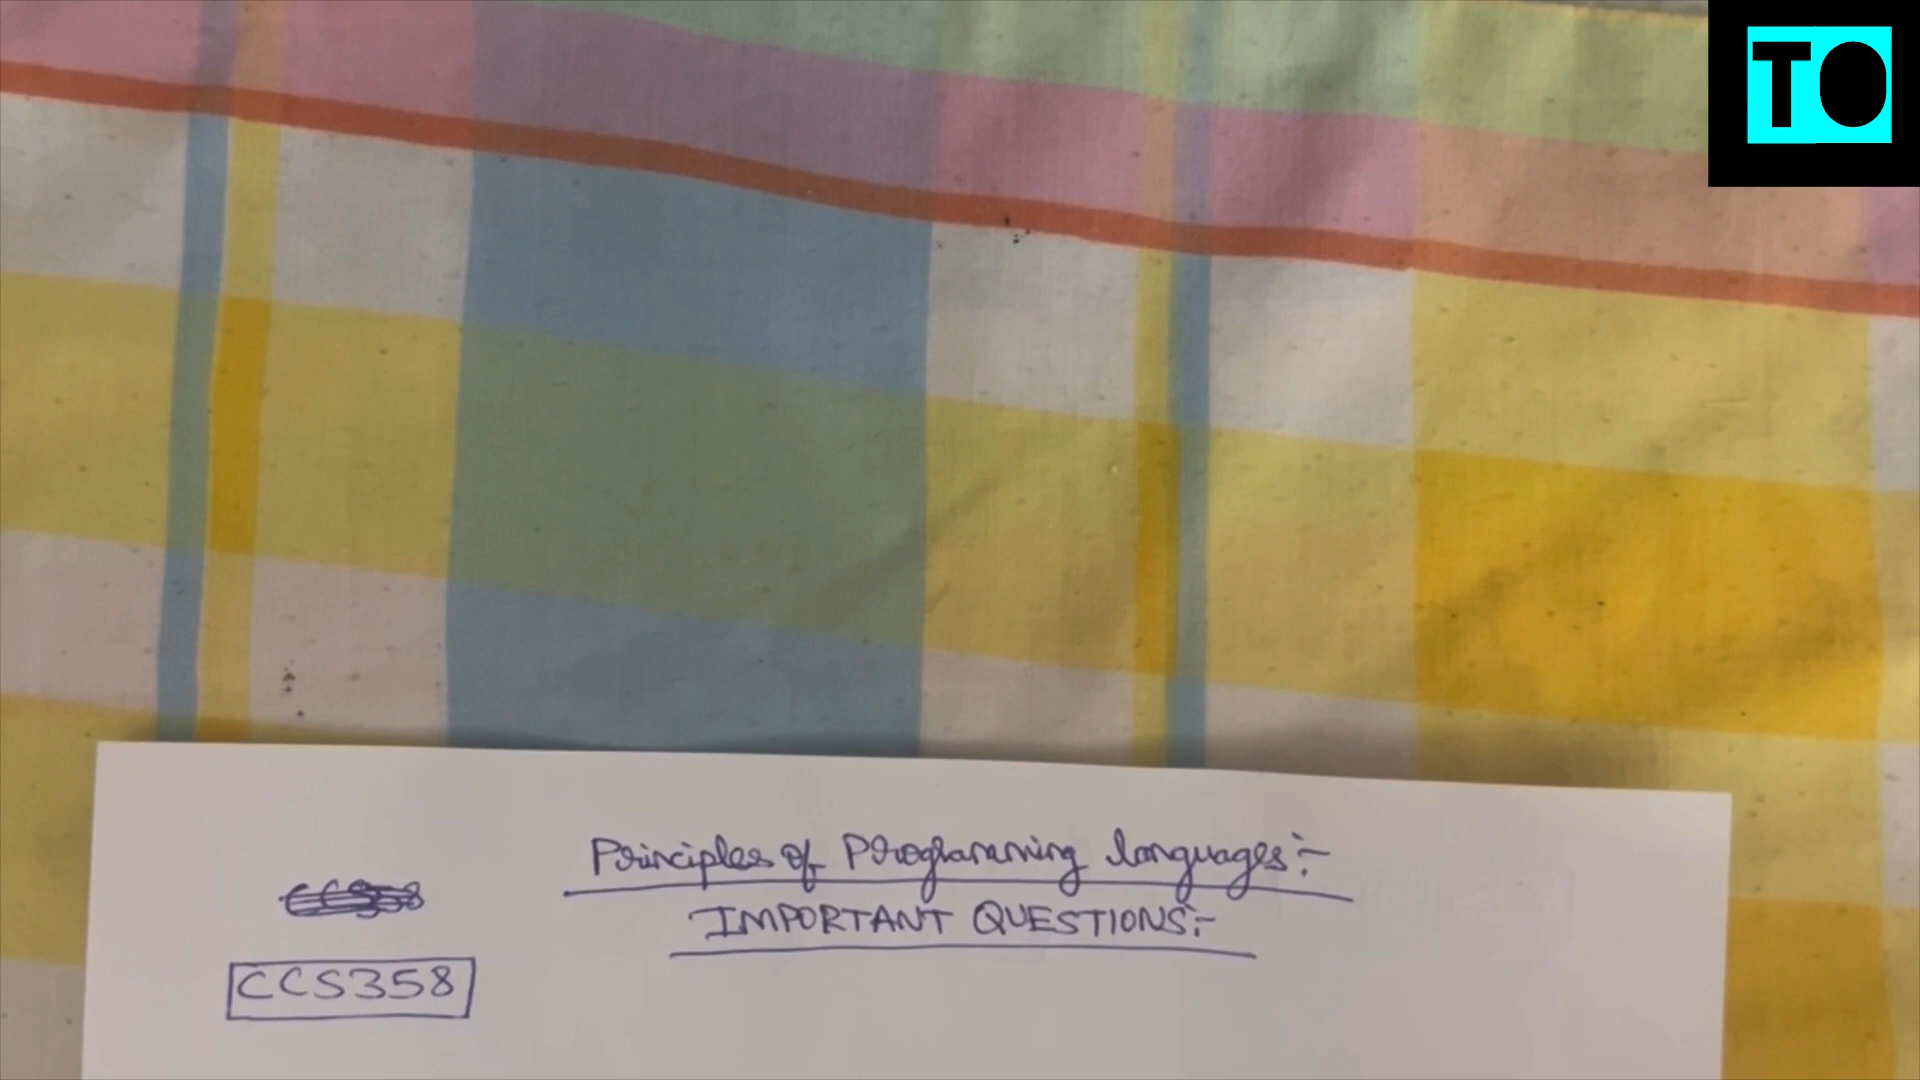 TO
Principles of Programming languages:-
IMPORTANT QUESTIONS:-
CCS358